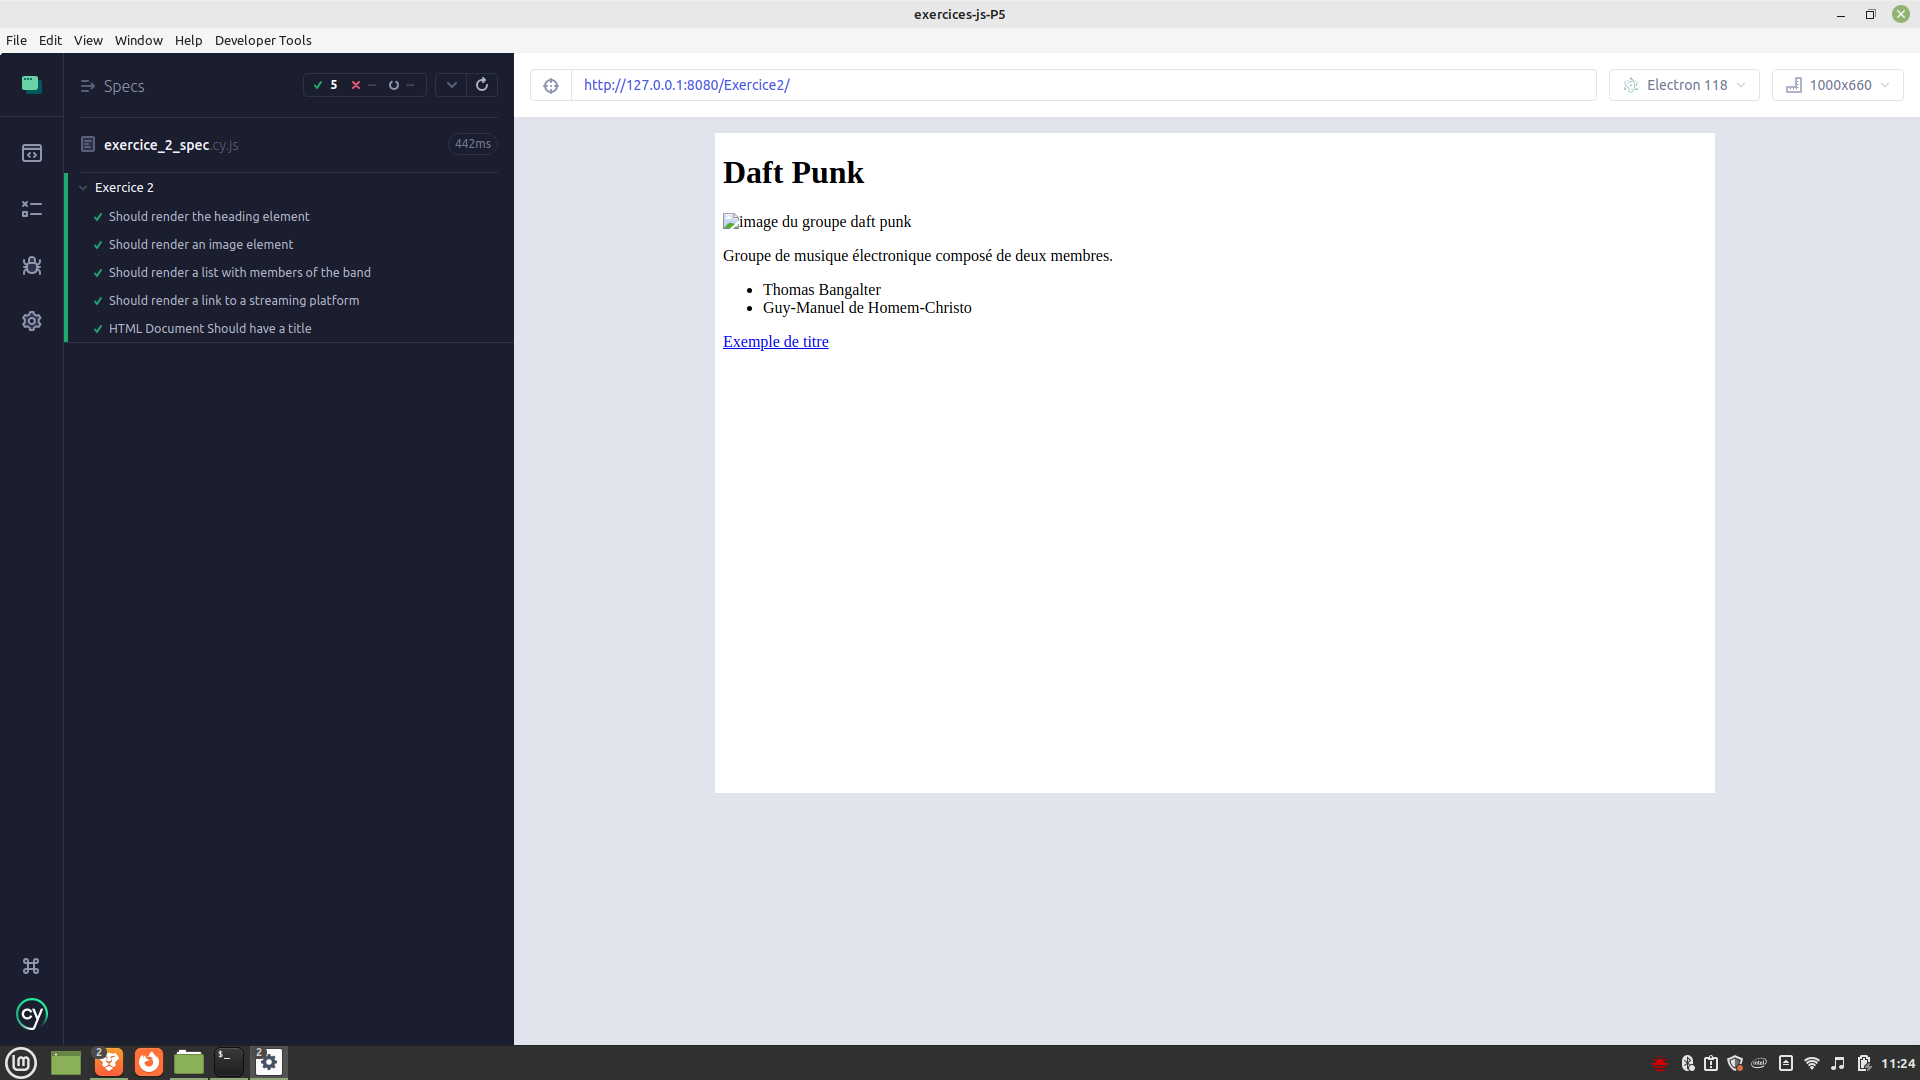 exercices-js-P5
File Edit View Window Help Developer Tools
Specs
5 -- --
exercice_2_spec.cy.js
442ms
Exercice 2
Should render the heading element
Should render an image element
Should render a list with members of the band
Should render a link to a streaming platform
HTML Document Should have a title
cy
http://127.0.0.1:8080/Exercice2/
Electron 118
1000x660
Daft Punk
image du groupe daft punk
Groupe de musique électronique composé de deux membres.
• Thomas Bangalter
• Guy-Manuel de Homem-Christo
Exemple de titre
2
$_
2
intel
11:24